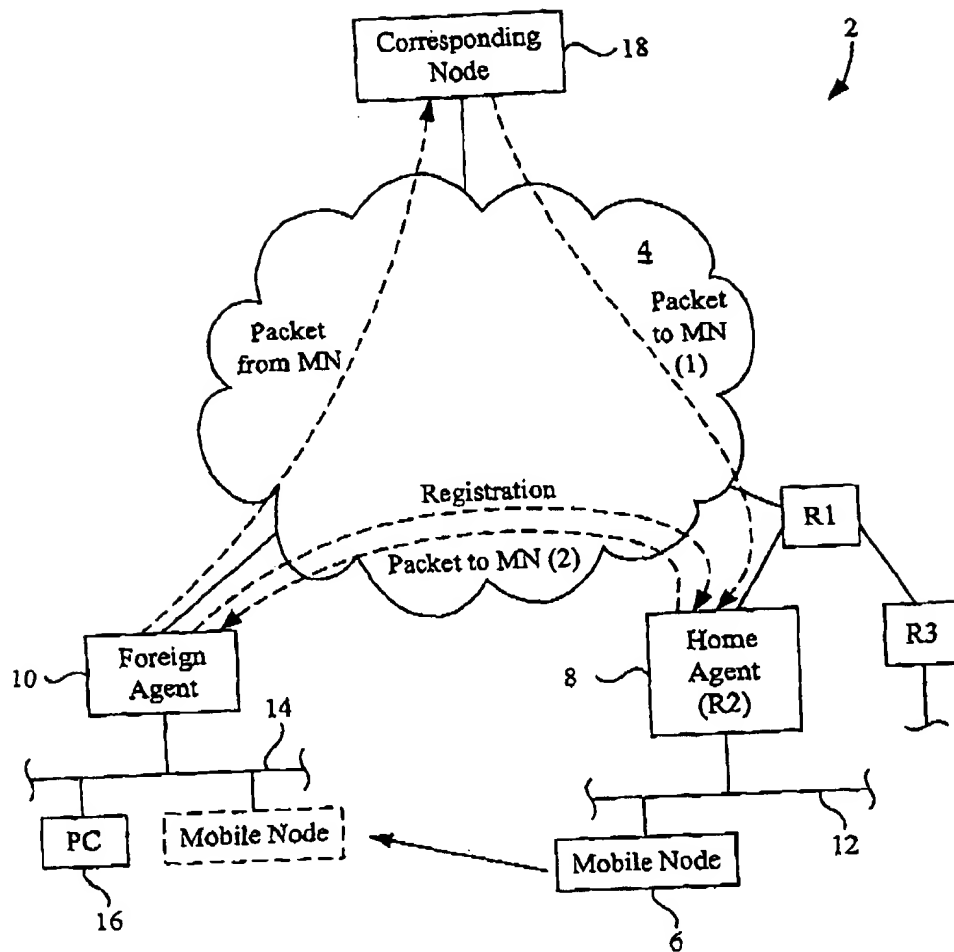 Corresponding
Node
18
2
4
Packet
from MN
Packet
to MN
(1)
Registration
Packet to MN (2)
R1
R3
10
Foreign
Agent
8
Home
Agent
(R2)
14
PC
Mobile Node
12
Mobile Node
16
6